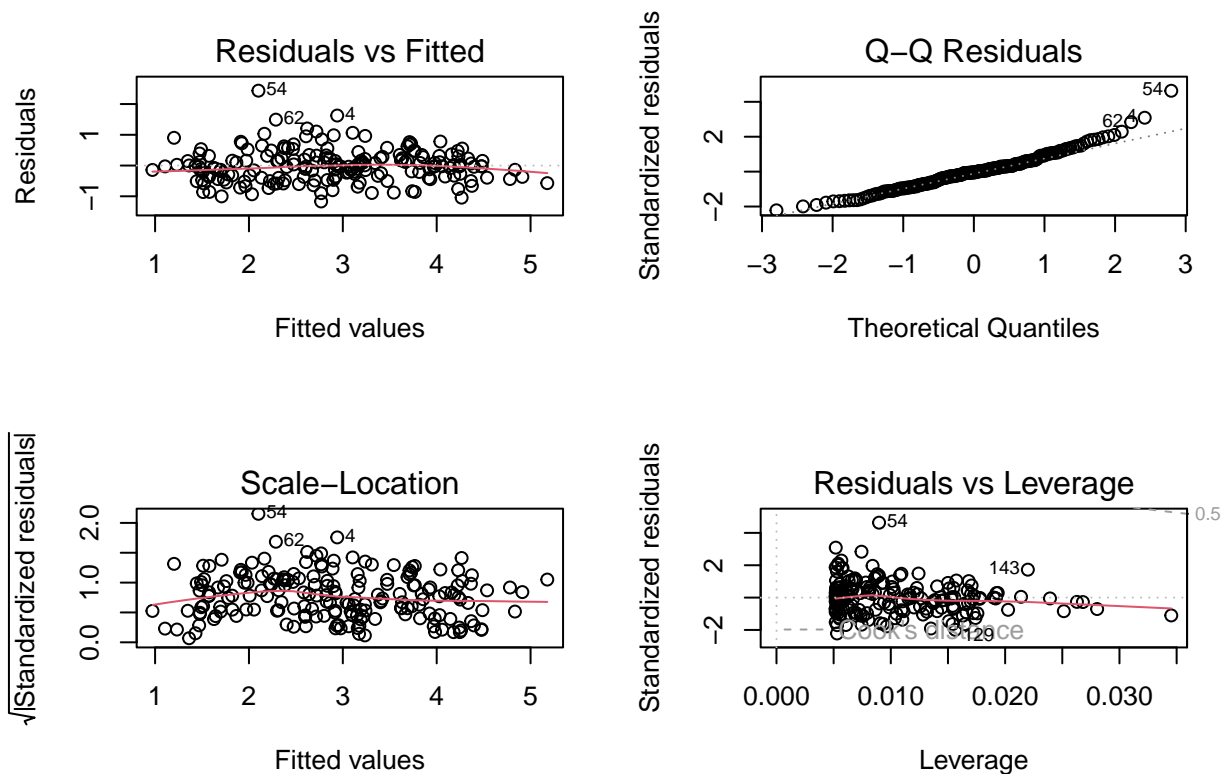 Residuals vs Fitted
Residuals
1
−1
54
62
4
1 2 3 4 5
Fitted values
Q−Q Residuals
Standardized residuals
2
−2
54
62 4
−3 −2 −1 0 1 2 3
Theoretical Quantiles
Scale−Location
√|Standardized residuals|
2.0
1.0
0.0
54
62
4
1 2 3 4 5
Fitted values
Residuals vs Leverage
Standardized residuals
2
−2
54
143
129
Cook's distance
0.5
0.000 0.010 0.020 0.030
Leverage